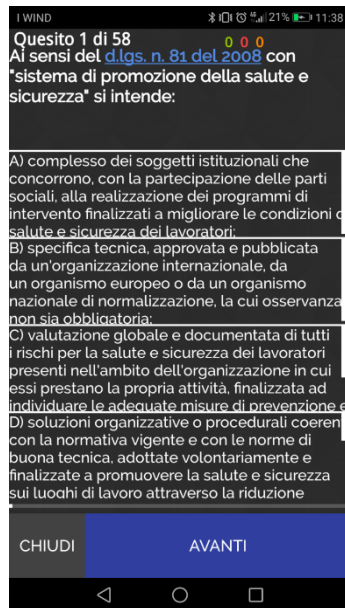 I WIND 21% 11:38
Quesito 1 di 58 0 0 0
Ai sensi del d.lgs. n. 81 del 2008 con
"sistema di promozione della salute e
sicurezza" si intende:
A) complesso dei soggetti istituzionali che
concorrono, con la partecipazione delle parti
sociali, alla realizzazione dei programmi di
intervento finalizzati a migliorare le condizioni
salute e sicurezza dei lavoratori;
B) specifica tecnica, approvata e pubblicata
da un'organizzazione internazionale, da
un organismo europeo o da un organismo
nazionale di normalizzazione, la cui osservanza
non sia obbligatoria;
C) valutazione globale e documentata di tutti
i rischi per la salute e sicurezza dei lavoratori
presenti nell'ambito dell'organizzazione in cui
essi prestano la propria attività, finalizzata ad
individuare le adeguate misure di prevenzione e
D) soluzioni organizzative o procedurali coeren
con la normativa vigente e con le norme di
buona tecnica, adottate volontariamente e
finalizzate a promuovere la salute e sicurezza
sui luoghi di lavoro attraverso la riduzione
CHIUDI AVANTI